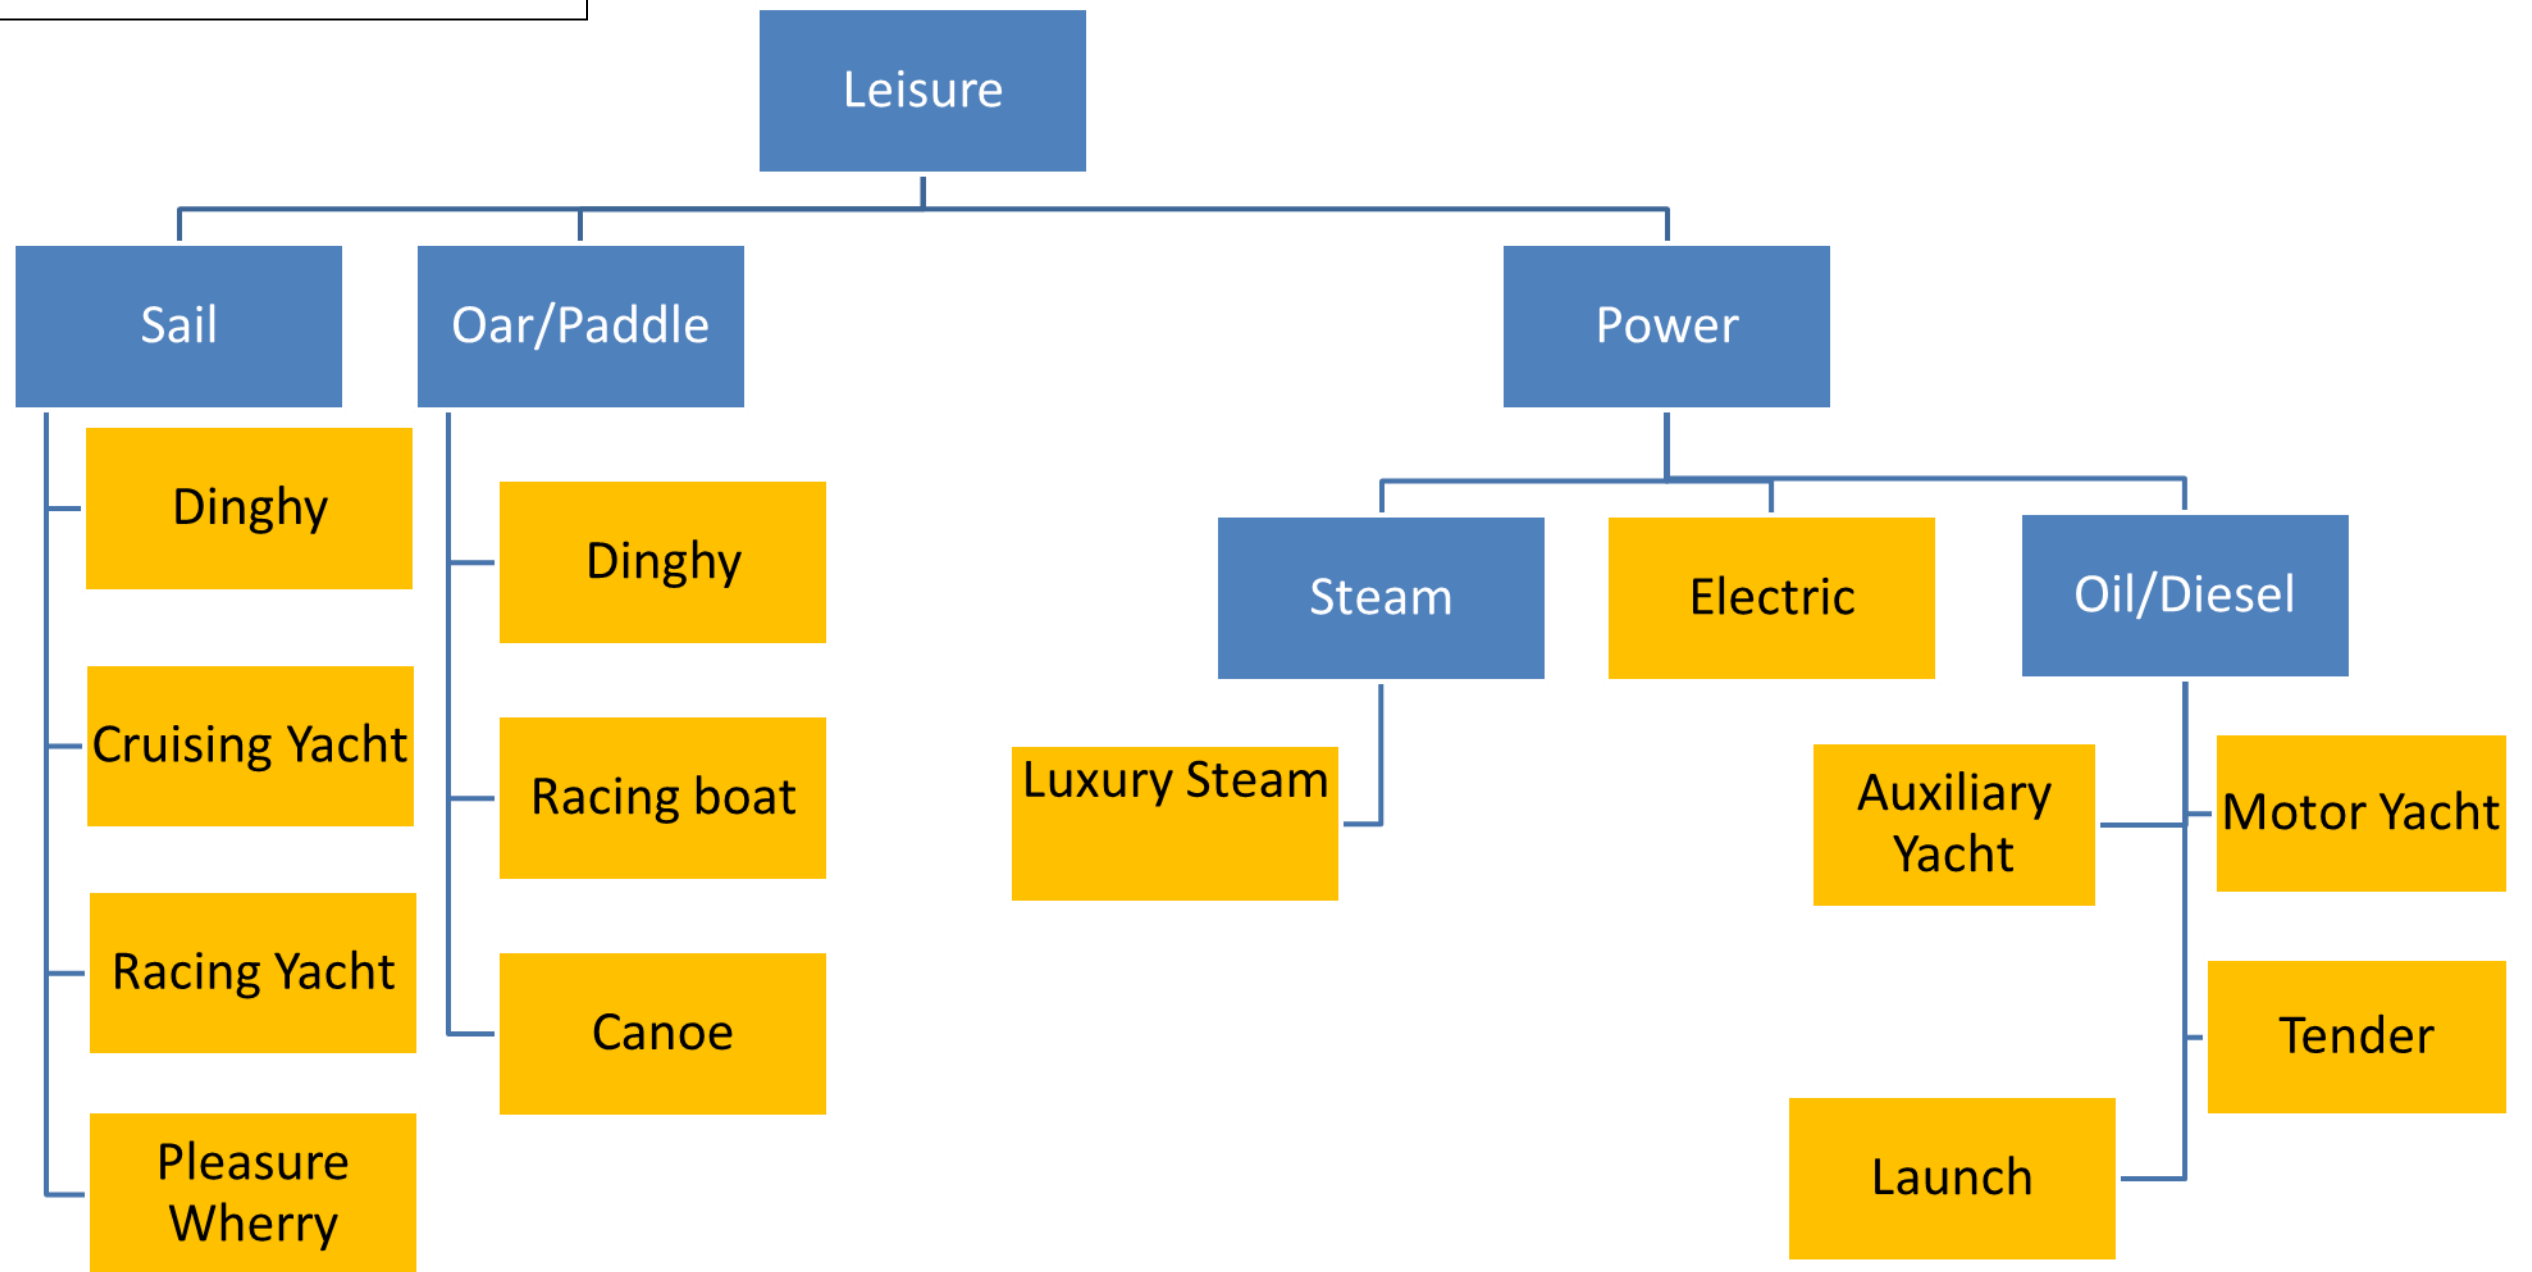 Leisure
Sail
Oar/Paddle
Power
Dinghy
Cruising Yacht
Racing Yacht
Pleasure
Wherry
Dinghy
Racing boat
Canoe
Steam
Electric
Oil/Diesel
Luxury Steam
Auxiliary
Yacht
Motor Yacht
Tender
Launch